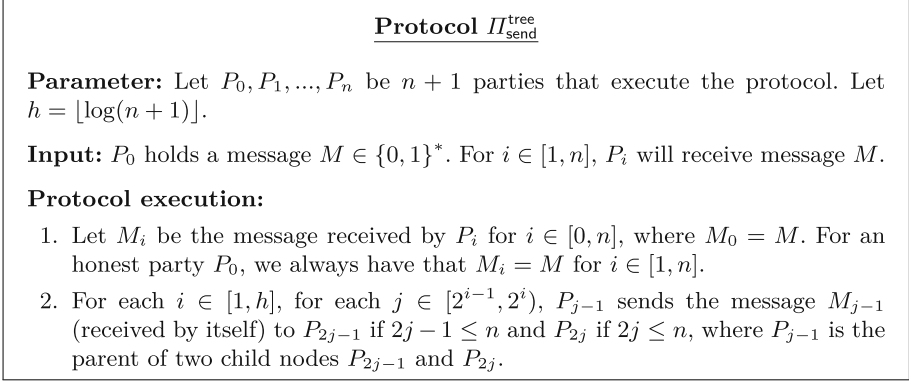 Protocol Π^tree_send
Parameter: Let P_0, P_1, ..., P_n be n + 1 parties that execute the protocol. Let
h = ⌊log(n + 1)⌋.
Input: P_0 holds a message M ∈ {0, 1}^*. For i ∈ [1, n], P_i will receive message M.
Protocol execution:
1. Let M_i be the message received by P_i for i ∈ [0, n], where M_0 = M. For an
honest party P_0, we always have that M_i = M for i ∈ [1, n].
2. For each i ∈ [1, h], for each j ∈ [2^{i−1}, 2^i), P_{j−1} sends the message M_{j−1}
(received by itself) to P_{2j−1} if 2j − 1 ≤ n and P_{2j} if 2j ≤ n, where P_{j−1} is the
parent of two child nodes P_{2j−1} and P_{2j}.